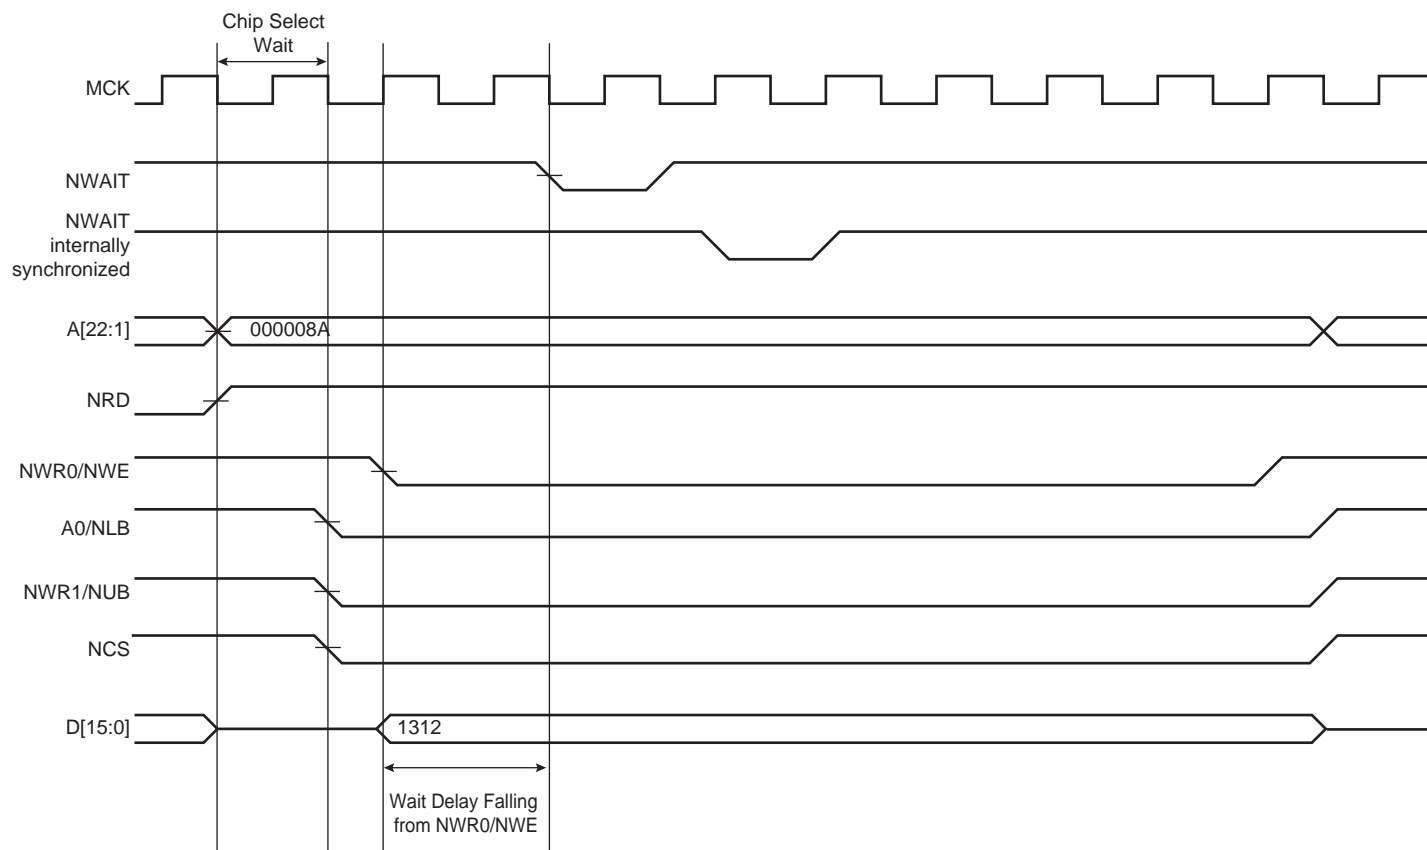 Chip Select
Wait
MCK
NWAIT
NWAIT
internally
synchronized
A[22:1]
000008A
NRD
NWR0/NWE
A0/NLB
NWR1/NUB
NCS
D[15:0]
1312
Wait Delay Falling
from NWR0/NWE